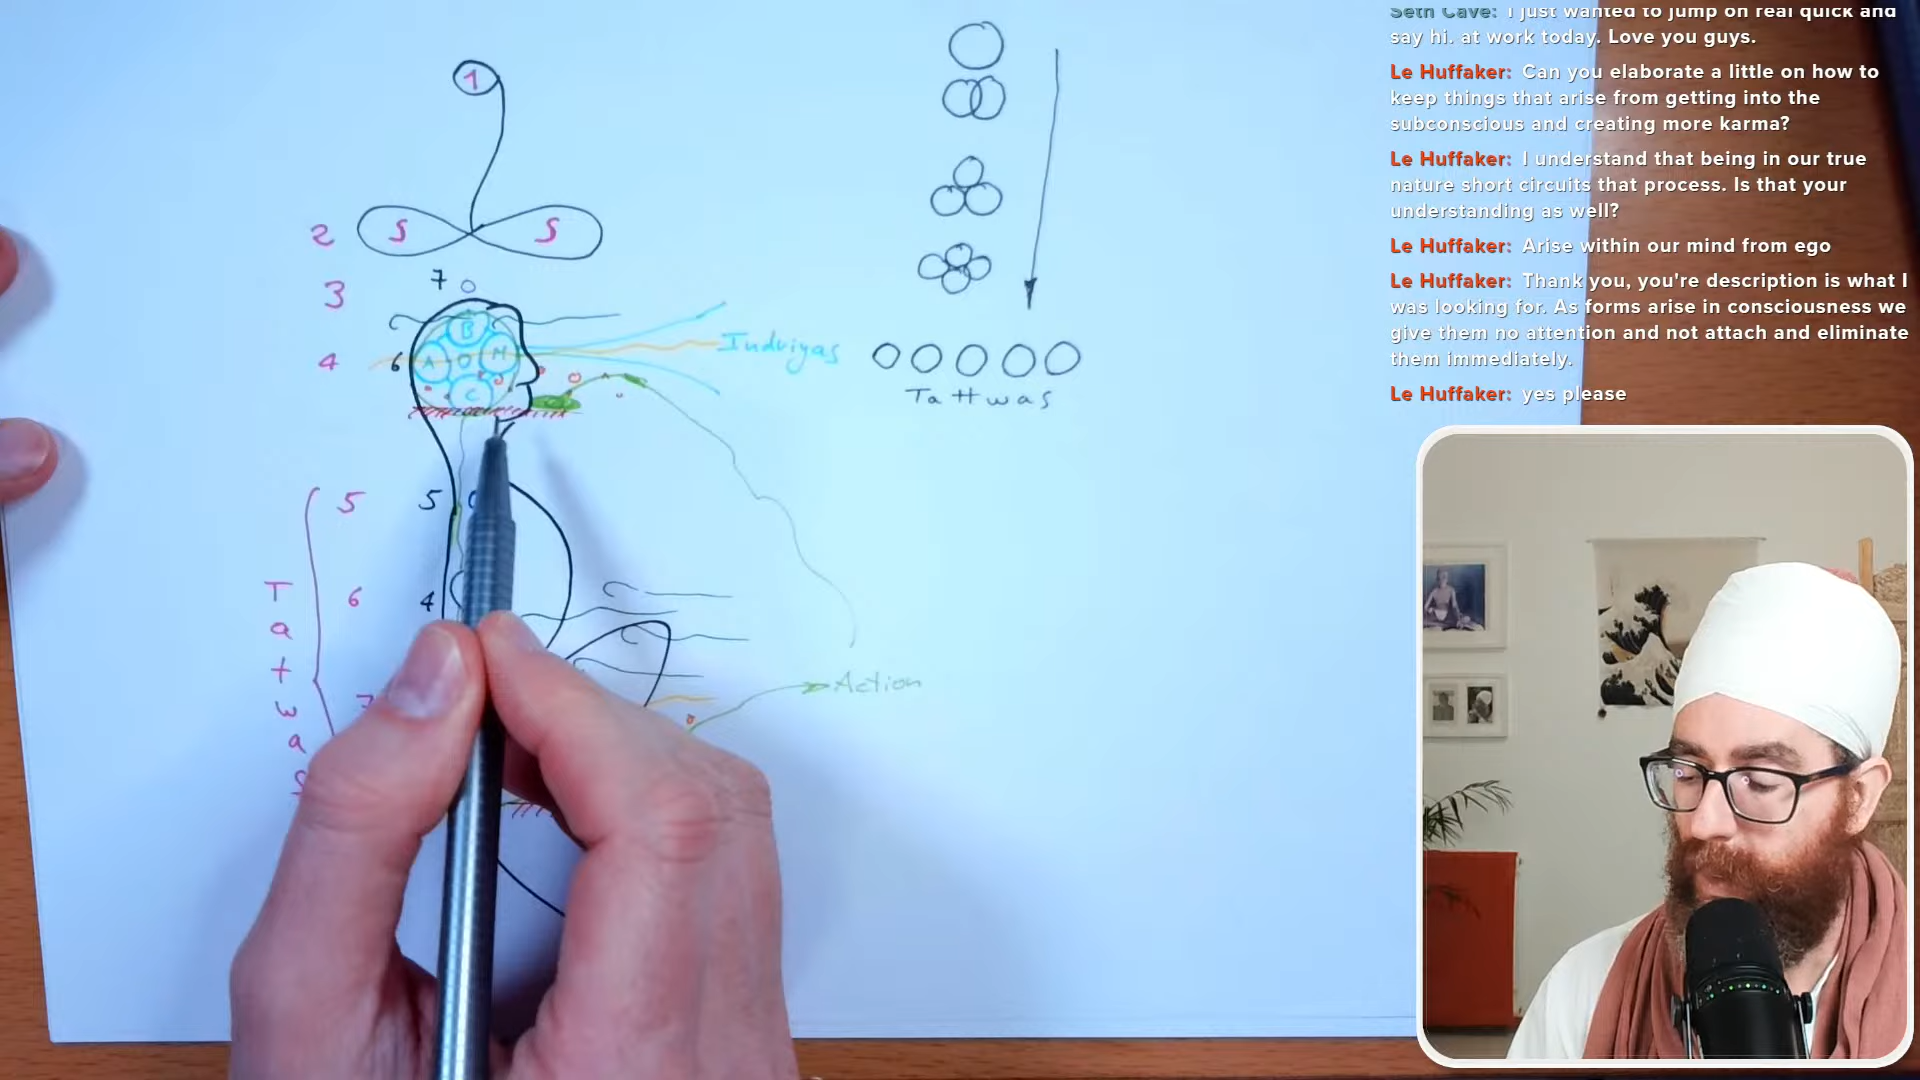 1
2 S S
3 7
B
4 6 A O M Indriyas
C
Tattwas
5 5
T 6 4
a
t 7
w
a
s
Action
Seth Cave: I just wanted to jump on real quick and
say hi. at work today. Love you guys.
Le Huffaker: Can you elaborate a little on how to
keep things that arise from getting into the
subconscious and creating more karma?
Le Huffaker: I understand that being in our true
nature short circuits that process. Is that your
understanding as well?
Le Huffaker: Arise within our mind from ego
Le Huffaker: Thank you, you're description is what I
was looking for. As forms arise in consciousness we
give them no attention and not attach and eliminate
them immediately.
Le Huffaker: yes please